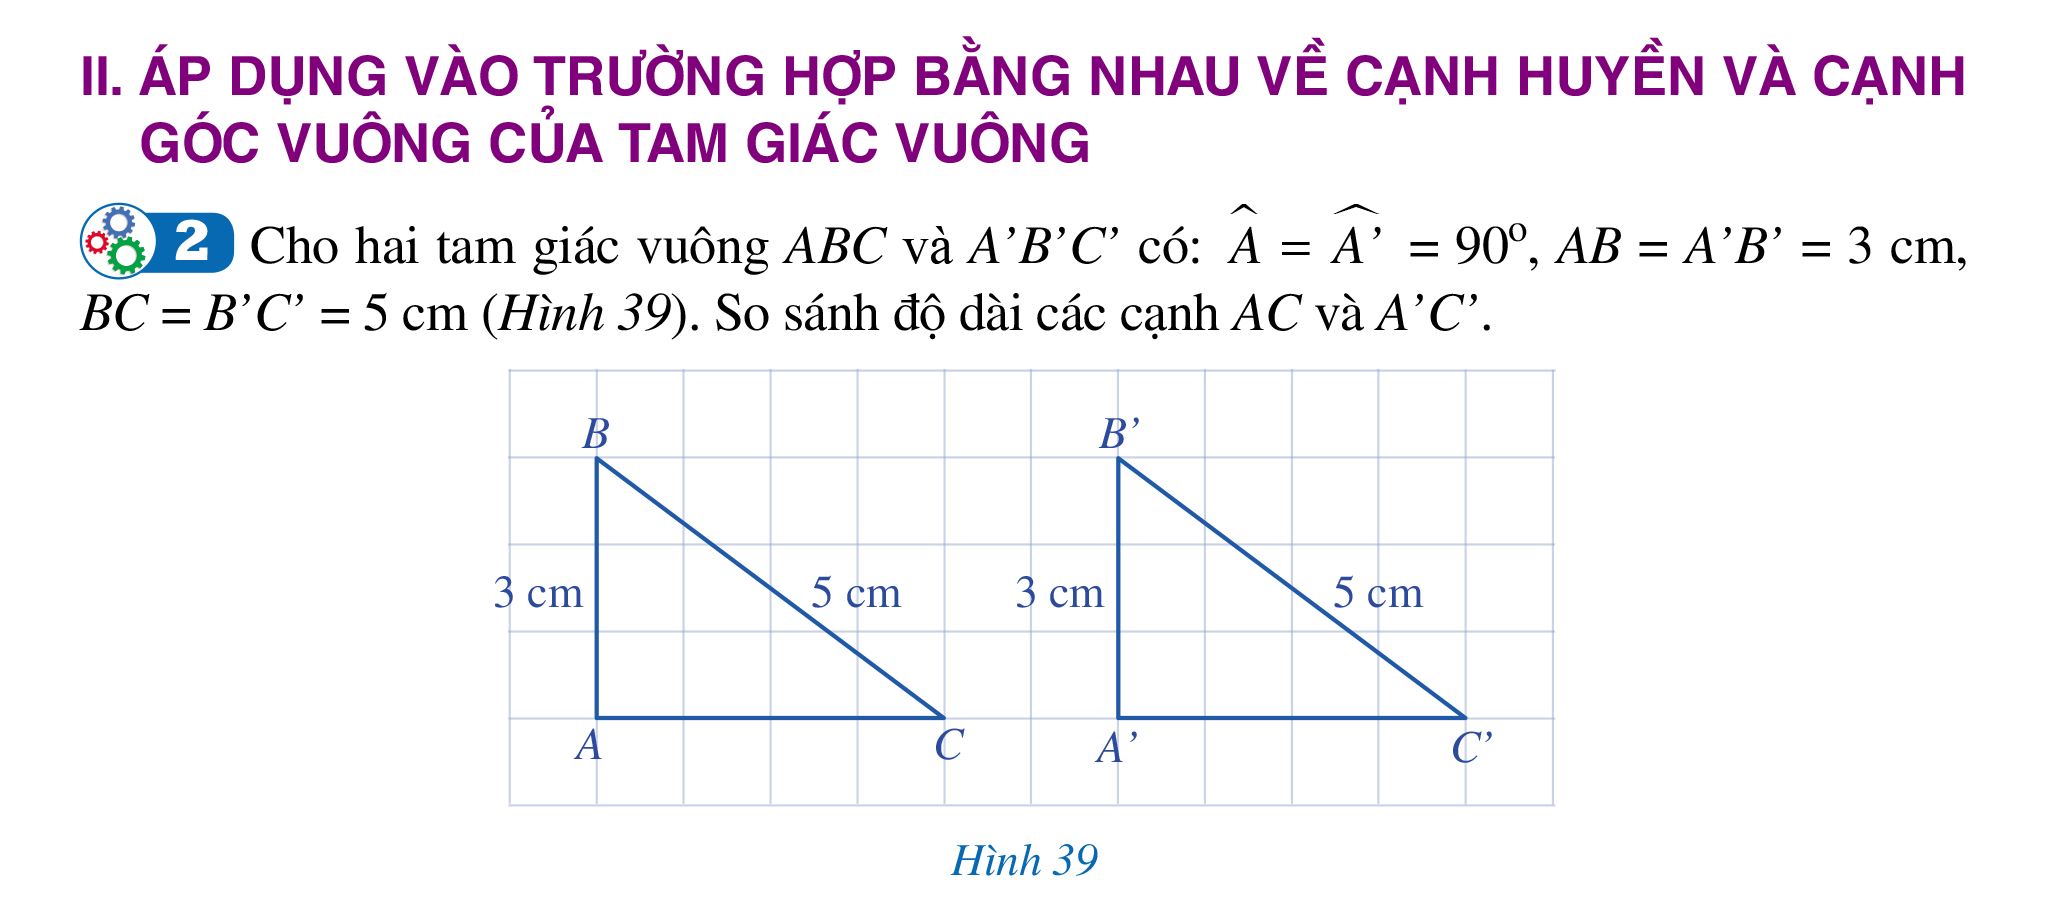 II. ÁP DỤNG VÀO TRƯỜNG HỢP BẰNG NHAU VỀ CẠNH HUYỀN VÀ CẠNH
GÓC VUÔNG CỦA TAM GIÁC VUÔNG
2 Cho hai tam giác vuông ABC và A’B’C’ có: Â = Â’ = 90º, AB = A’B’ = 3 cm,
BC = B’C’ = 5 cm (Hình 39). So sánh độ dài các cạnh AC và A’C’.
B B’
3 cm 5 cm 3 cm 5 cm
A C A’ C’
Hình 39